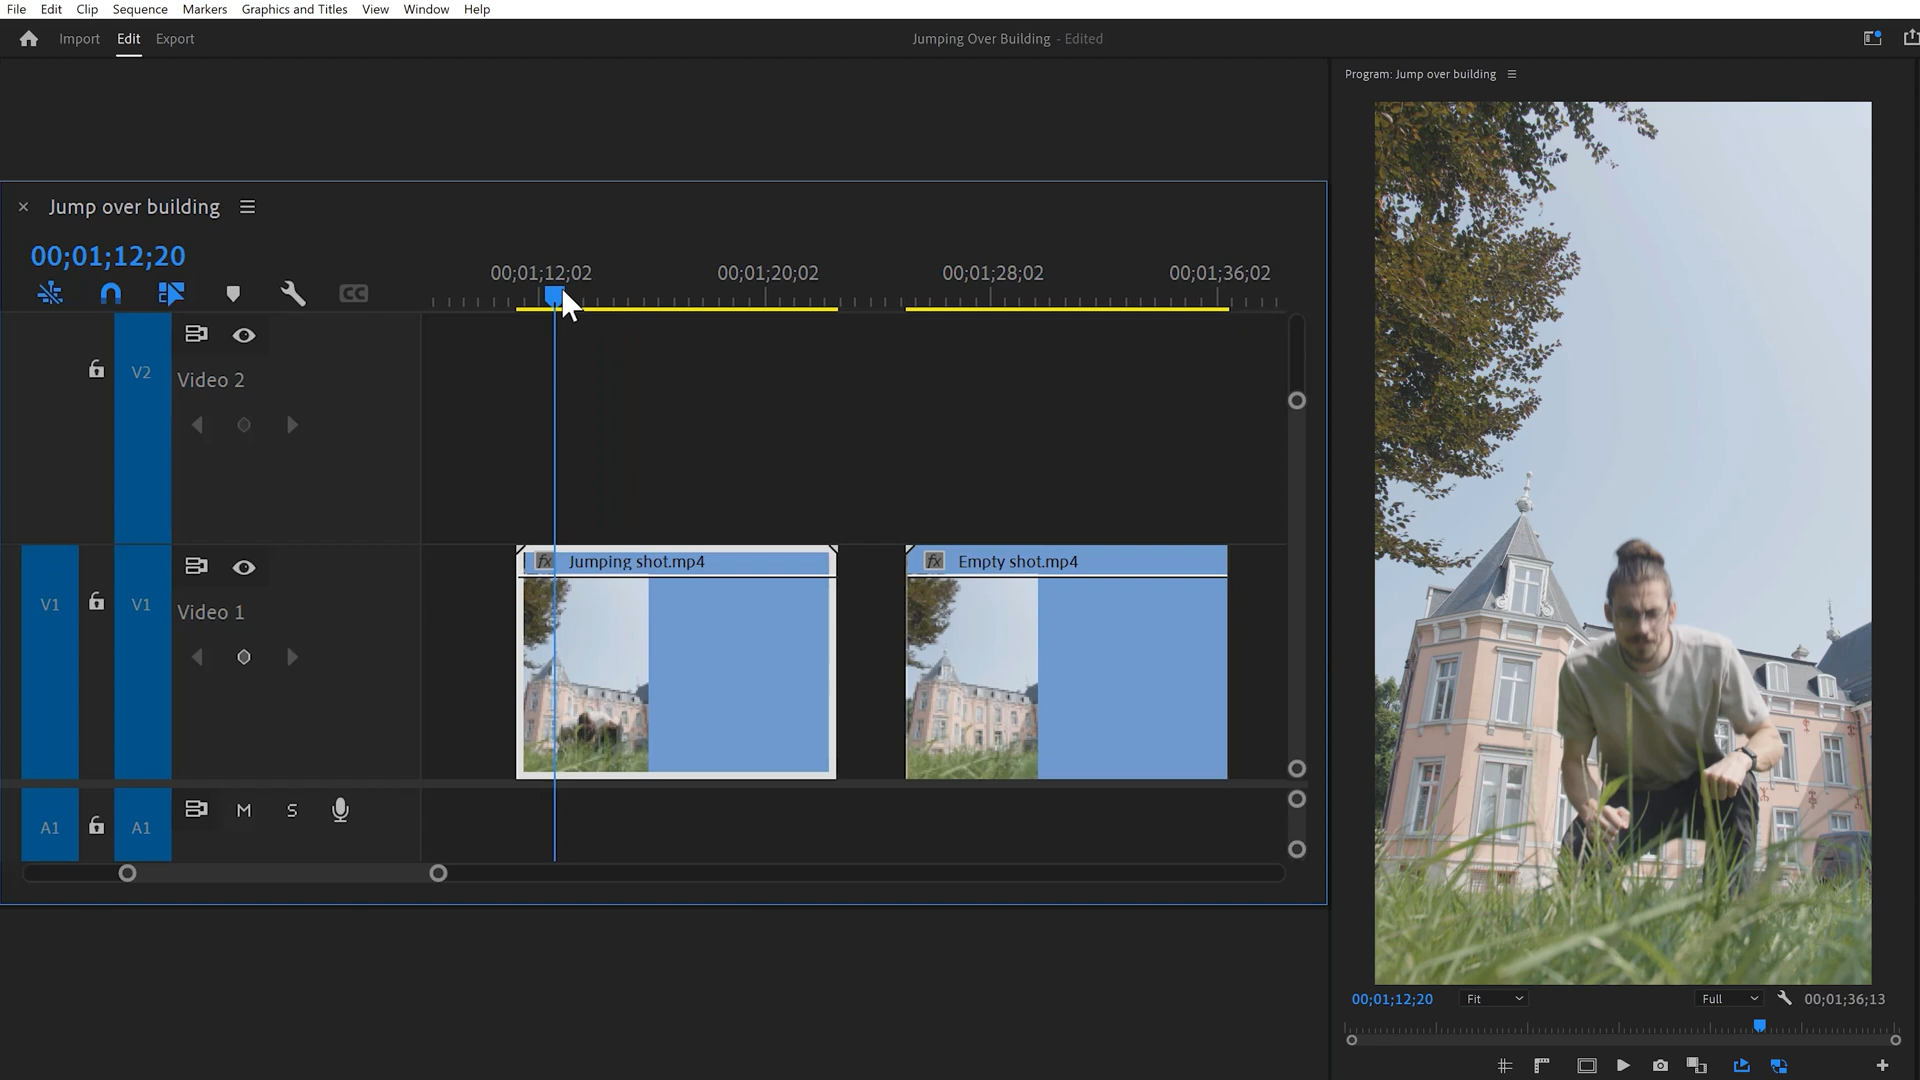 File Edit Clip Sequence Markers Graphics and Titles View Window Help
Import Edit Export
Jumping Over Building - Edited
Program: Jump over building
Jump over building
00;01;12;20
00;01;12;02 00;01;20;02 00;01;28;02 00;01;36;02
CC
V2
Video 2
fx Jumping shot.mp4
fx Empty shot.mp4
V1 V1
Video 1
A1 A1 M S
00;01;12;20 Fit Full 00;01;36;13